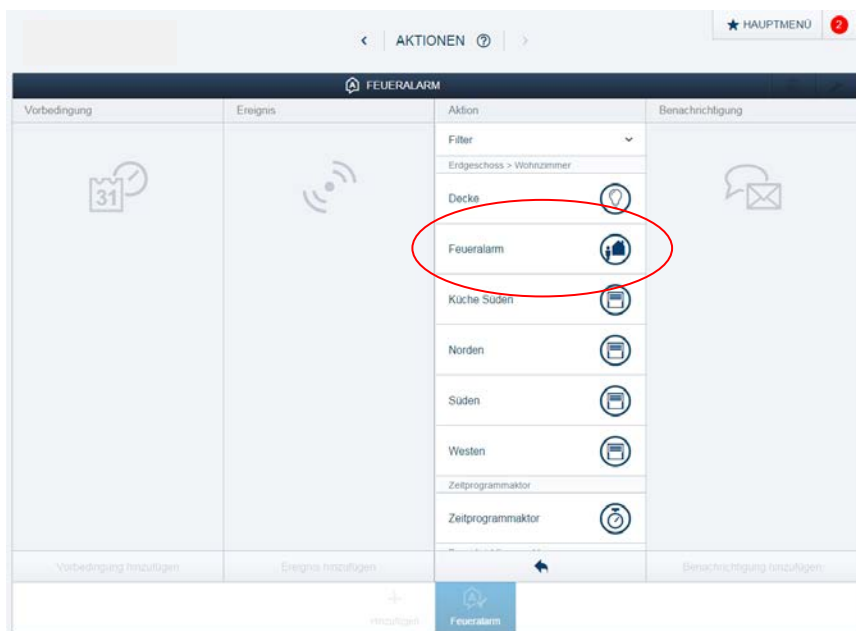 AKTIONEN
HAUPTMENÜ
2
FEUERALARM
Vorbedingung
Ereignis
Aktion
Benachrichtigung
31
Filter
Erdgeschoss > Wohnzimmer
Decke
Feueralarm
Küche Süden
Norden
Süden
Westen
Zeitprogrammaktor
Zeitprogrammaktor
Vorbedingung hinzufügen
Ereignis hinzufügen
Benachrichtigung hinzufügen
Hinzufügen
Feueralarm